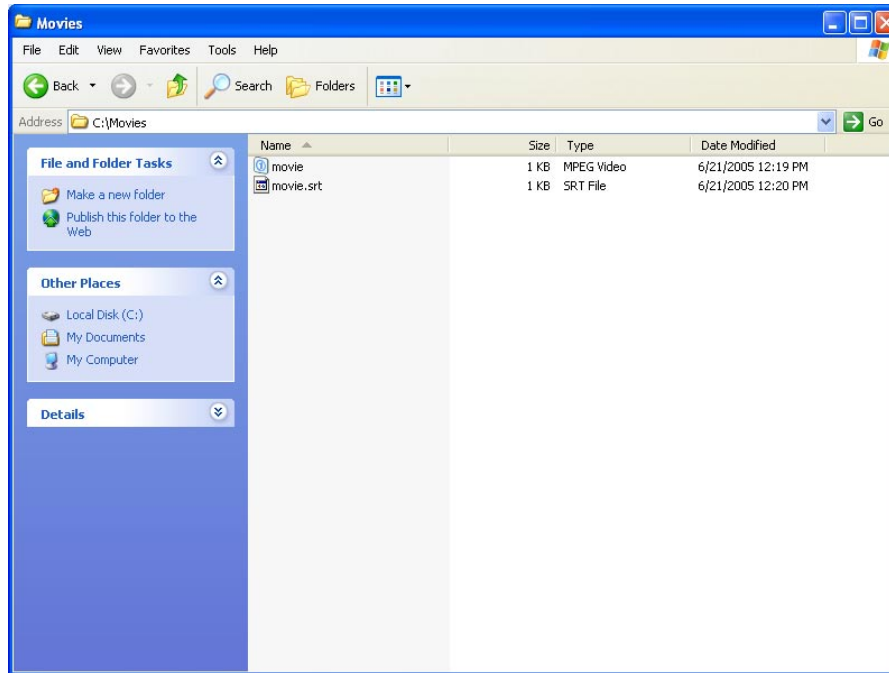 Movies
File Edit View Favorites Tools Help
Back Search Folders
Address C:\Movies Go
Name Size Type Date Modified
movie 1 KB MPEG Video 6/21/2005 12:19 PM
movie.srt 1 KB SRT File 6/21/2005 12:20 PM
File and Folder Tasks
Make a new folder
Publish this folder to the
Web
Other Places
Local Disk (C:)
My Documents
My Computer
Details